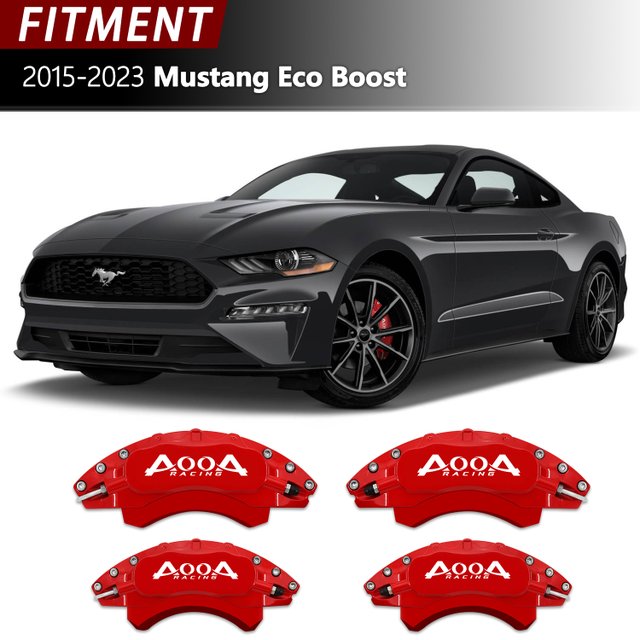 FITMENT
2015-2023 Mustang Eco Boost
AOOA
RACING
AOOA
RACING
AOOA
RACING
AOOA
RACING